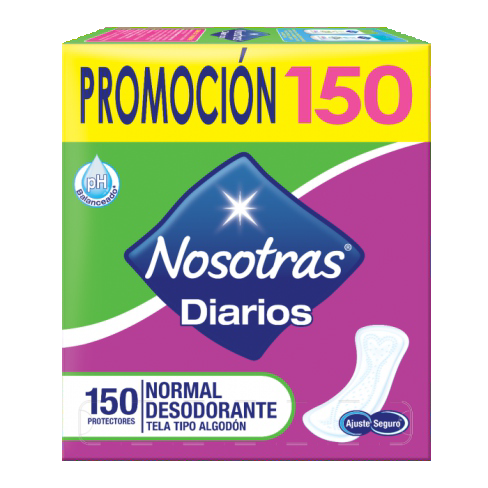 PROMOCIÓN 150
pH
Balanceado*
Nosotras®
Diarios
150
PROTECTORES
NORMAL
DESODORANTE
TELA TIPO ALGODÓN
Ajuste Seguro